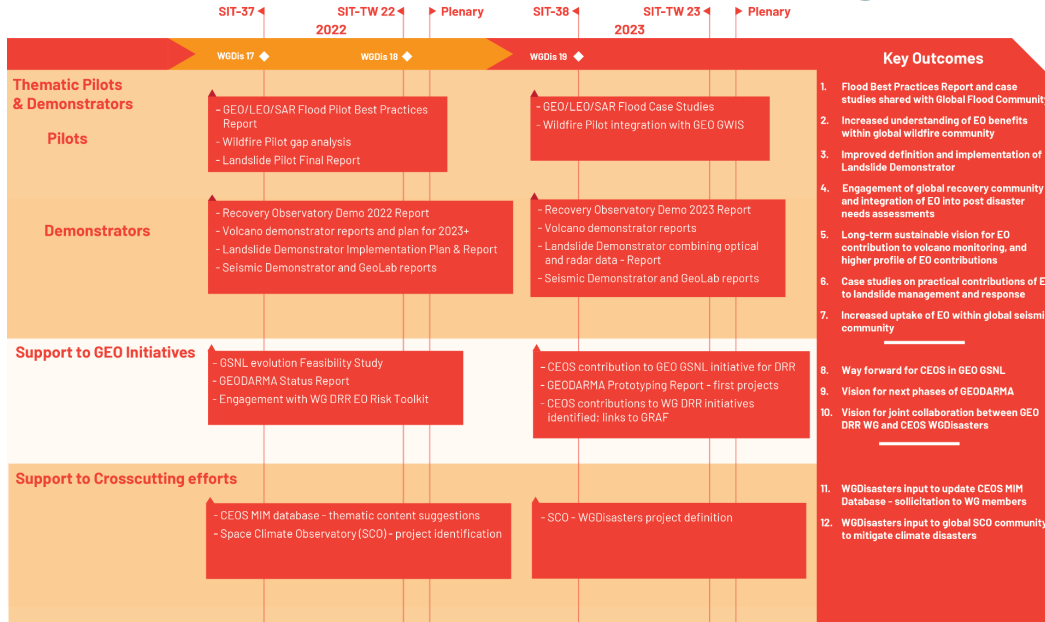 SIT-37
SIT-TW 22
Plenary
SIT-38
SIT-TW 23
Plenary
2022
2023
WGDis 17
WGDis 18
WGDis 19
Thematic Pilots
& Demonstrators
Pilots
- GEO/LEO/SAR Flood Pilot Best Practices
Report
- Wildfire Pilot gap analysis
- Landslide Pilot Final Report
- GEO/LEO/SAR Flood Case Studies
- Wildfire Pilot integration with GEO GWIS
Demonstrators
- Recovery Observatory Demo 2022 Report
- Volcano demonstrator reports and plan for 2023+
- Landslide Demonstrator Implementation Plan & Report
- Seismic Demonstrator and GeoLab reports
- Recovery Observatory Demo 2023 Report
- Volcano demonstrator reports
- Landslide Demonstrator combining optical
and radar data - Report
- Seismic Demonstrator and GeoLab reports
Support to GEO Initiatives
- GSNL evolution Feasibility Study
- GEODARMA Status Report
- Engagement with WG DRR EO Risk Toolkit
- CEOS contribution to GEO GSNL initiative for DRR
- GEODARMA Prototyping Report - first projects
- CEOS contributions to WG DRR initiatives
identified; links to GRAF
Support to Crosscutting efforts
- CEOS MIM database - thematic content suggestions
- Space Climate Observatory (SCO) - project identification
- SCO - WGDisasters project definition
Key Outcomes
1. Flood Best Practices Report and case
studies shared with Global Flood Community
2. Increased understanding of EO benefits
within global wildfire community
3. Improved definition and implementation of
Landslide Demonstrator
4. Engagement of global recovery community
and integration of EO into post disaster
needs assessments
5. Long-term sustainable vision for EO
contribution to volcano monitoring, and
higher profile of EO contributions
6. Case studies on practical contributions of E
to landslide management and response
7. Increased uptake of EO within global seismi
community
8. Way forward for CEOS in GEO GSNL
9. Vision for next phases of GEODARMA
10. Vision for joint collaboration between GEO
DRR WG and CEOS WGDisasters
11. WGDisasters input to update CEOS MIM
Database - sollicitation to WG members
12. WGDisasters input to global SCO community
to mitigate climate disasters